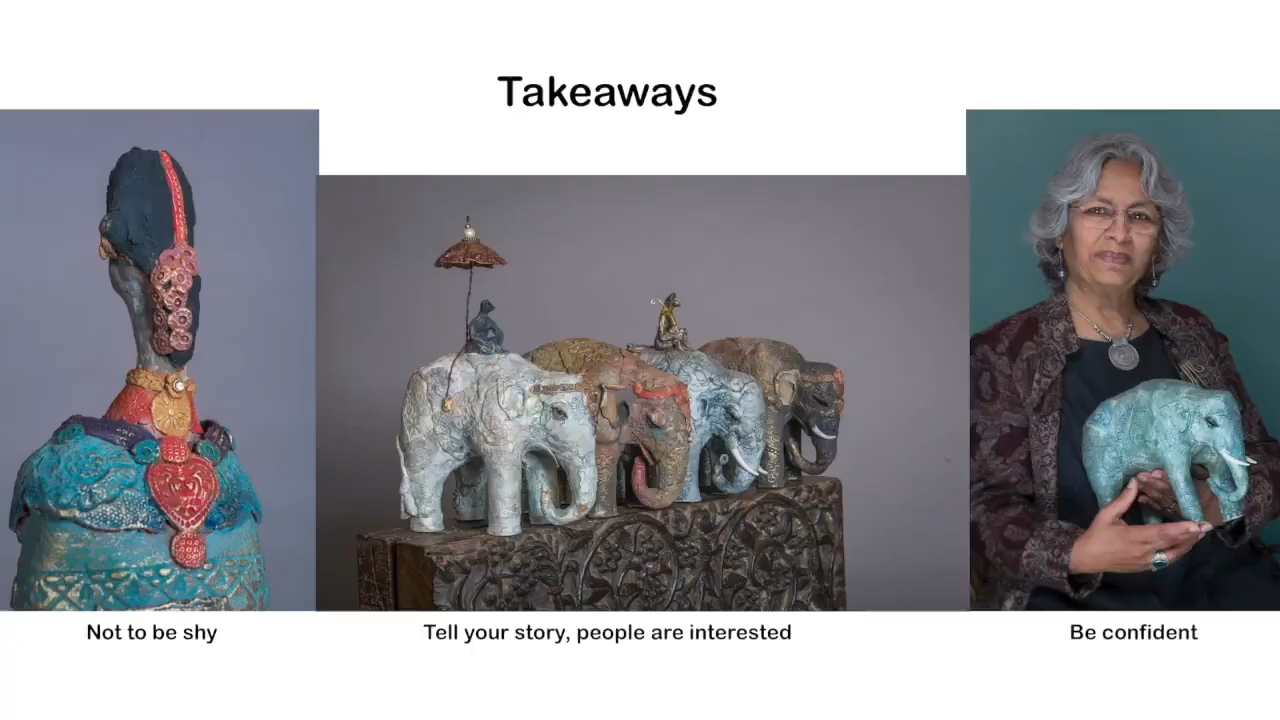 Takeaways
Not to be shy
Tell your story, people are interested
Be confident